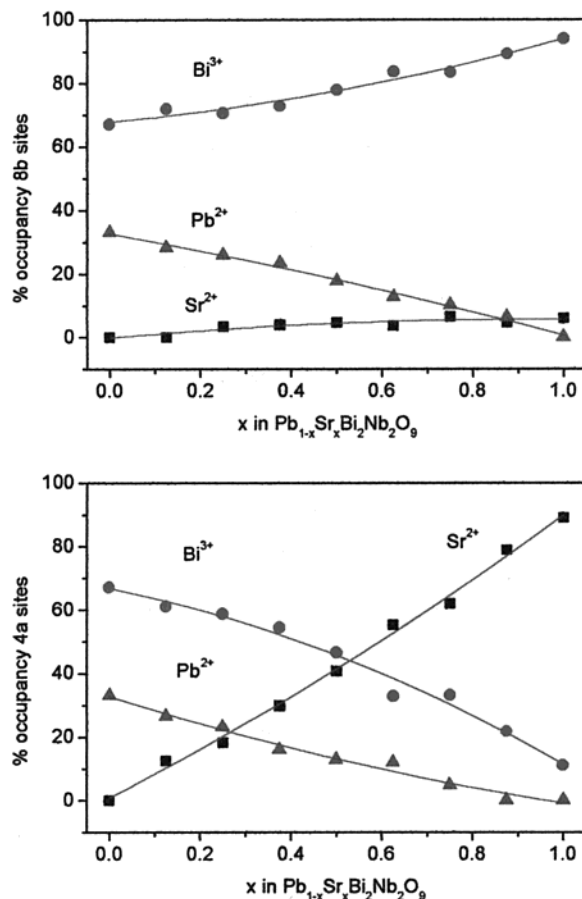 100
80
60
40
20
0
% occupancy 8b sites
Bi³⁺
Pb²⁺
Sr²⁺
0.0 0.2 0.4 0.6 0.8 1.0
x in Pb₁₋ₓSrₓBi₂Nb₂O₉
100
80
60
40
20
0
% occupancy 4a sites
Bi³⁺
Sr²⁺
Pb²⁺
0.0 0.2 0.4 0.6 0.8 1.0
x in Pb₁₋ₓSrₓBi₂Nb₂O₉